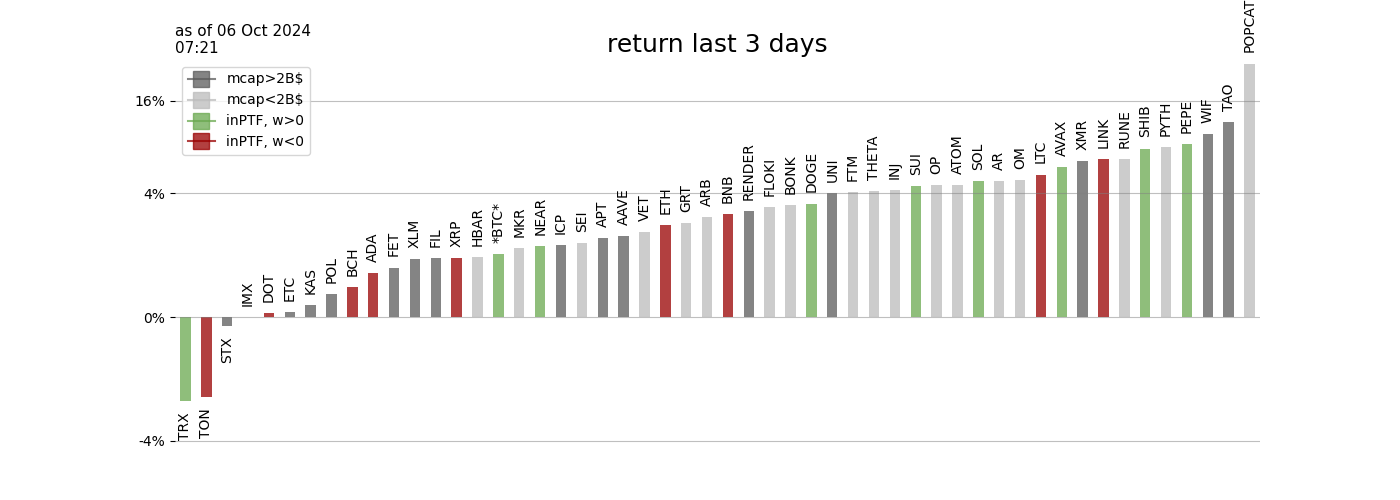 as of 06 Oct 2024
07:21
return last 3 days
mcap>2B$
mcap<2B$
inPTF, w>0
inPTF, w<0
16%
4%
0%
-4%
TRX
TON
STX
IMX
DOT
ETC
KAS
POL
BCH
ADA
FET
XLM
FIL
XRP
HBAR
*BTC*
MKR
NEAR
ICP
SEI
APT
AAVE
VET
ETH
GRT
ARB
BNB
RENDER
FLOKI
BONK
DOGE
UNI
FTM
THETA
INJ
SUI
OP
ATOM
SOL
AR
OM
LTC
AVAX
XMR
LINK
RUNE
SHIB
PYTH
PEPE
WIF
TAO
POPCAT